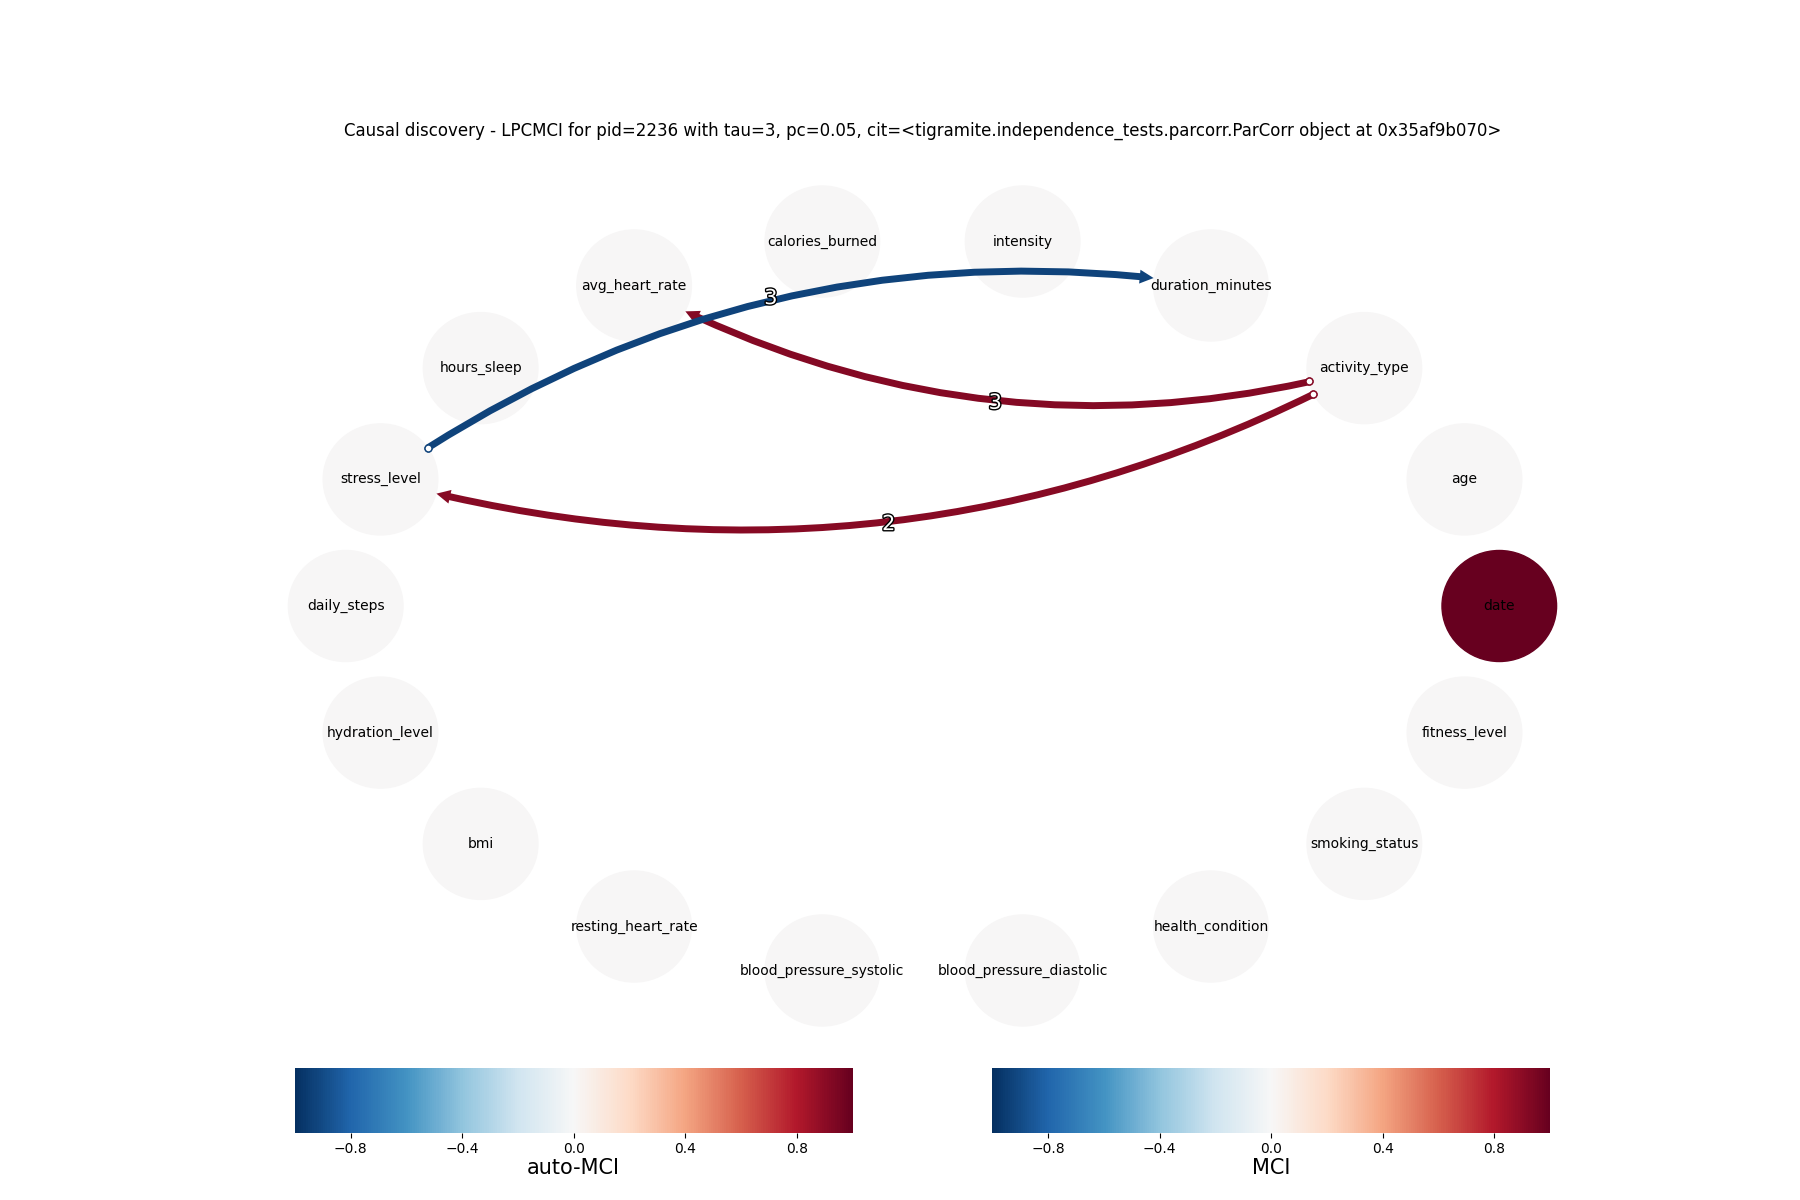 Causal discovery - LPCMCI for pid=2236 with tau=3, pc=0.05, cit=<tigramite.independence_tests.parcorr.ParCorr object at 0x35af9b070>
calories_burned
intensity
avg_heart_rate
duration_minutes
3
hours_sleep
activity_type
3
stress_level
age
2
daily_steps
date
hydration_level
fitness_level
bmi
smoking_status
resting_heart_rate
health_condition
blood_pressure_systolic
blood_pressure_diastolic
−0.8 −0.4 0.0 0.4 0.8
auto-MCI
−0.8 −0.4 0.0 0.4 0.8
MCI